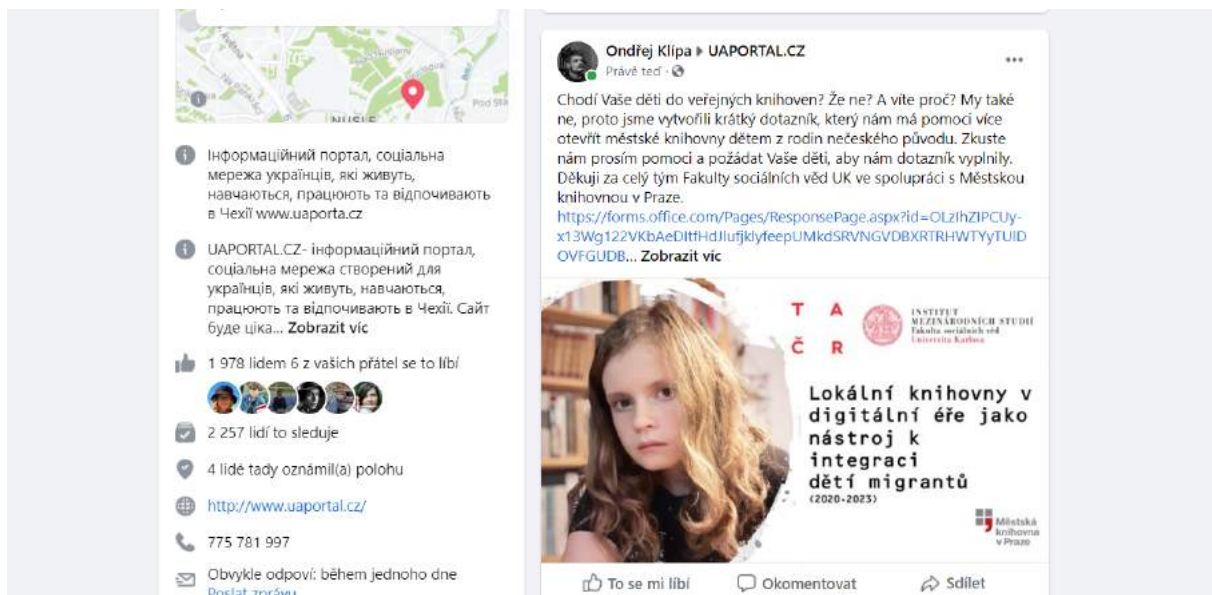 NUSLE
Pod Sta
Інформаційний портал, соціальна
мережа українців, які живуть,
навчаються, працюють та відпочивають
в Чехії www.uaporta.cz
UAPORTAL.CZ- інформаційний портал,
соціальна мережа створений для
українців, які живуть, навчаються,
працюють та відпочивають в Чехії. Сайт
буде ціка... Zobrazit víc
1 978 lidem 6 z vašich přátel se to líbí
2 257 lidí to sleduje
4 lidé tady oznámil(a) polohu
http://www.uaportal.cz/
775 781 997
Obvykle odpoví: během jednoho dne
Poslat zprávu
Ondřej Klípa ▸ UAPORTAL.CZ
Právě teď ·
Chodí Vaše děti do veřejných knihoven? Že ne? A víte proč? My také
ne, proto jsme vytvořili krátký dotazník, který nám má pomoci více
otevřít městské knihovny dětem z rodin nečeského původu. Zkuste
nám prosím pomoci a požádat Vaše děti, aby nám dotazník vyplnily.
Děkuji za celý tým Fakulty sociálních věd UK ve spolupráci s Městskou
knihovnou v Praze.
https://forms.office.com/Pages/ResponsePage.aspx?id=OLzIhZIPCUy-
x13Wg122VKbAeDItfHdJlufjklyfeepUMkdSRVNGVDBXRTRHWTYyTUlD
OVFGUDB... Zobrazit víc
T A
Č R
INSTITUT
MEZINÁRODNÍCH STUDIÍ
Fakulta sociálních věd
Univerzita Karlova
Lokální knihovny v
digitální éře jako
nástroj k
integraci
dětí migrantů
(2020-2023)
Městská
knihovna
v Praze
To se mi líbí
Okomentovat
Sdílet